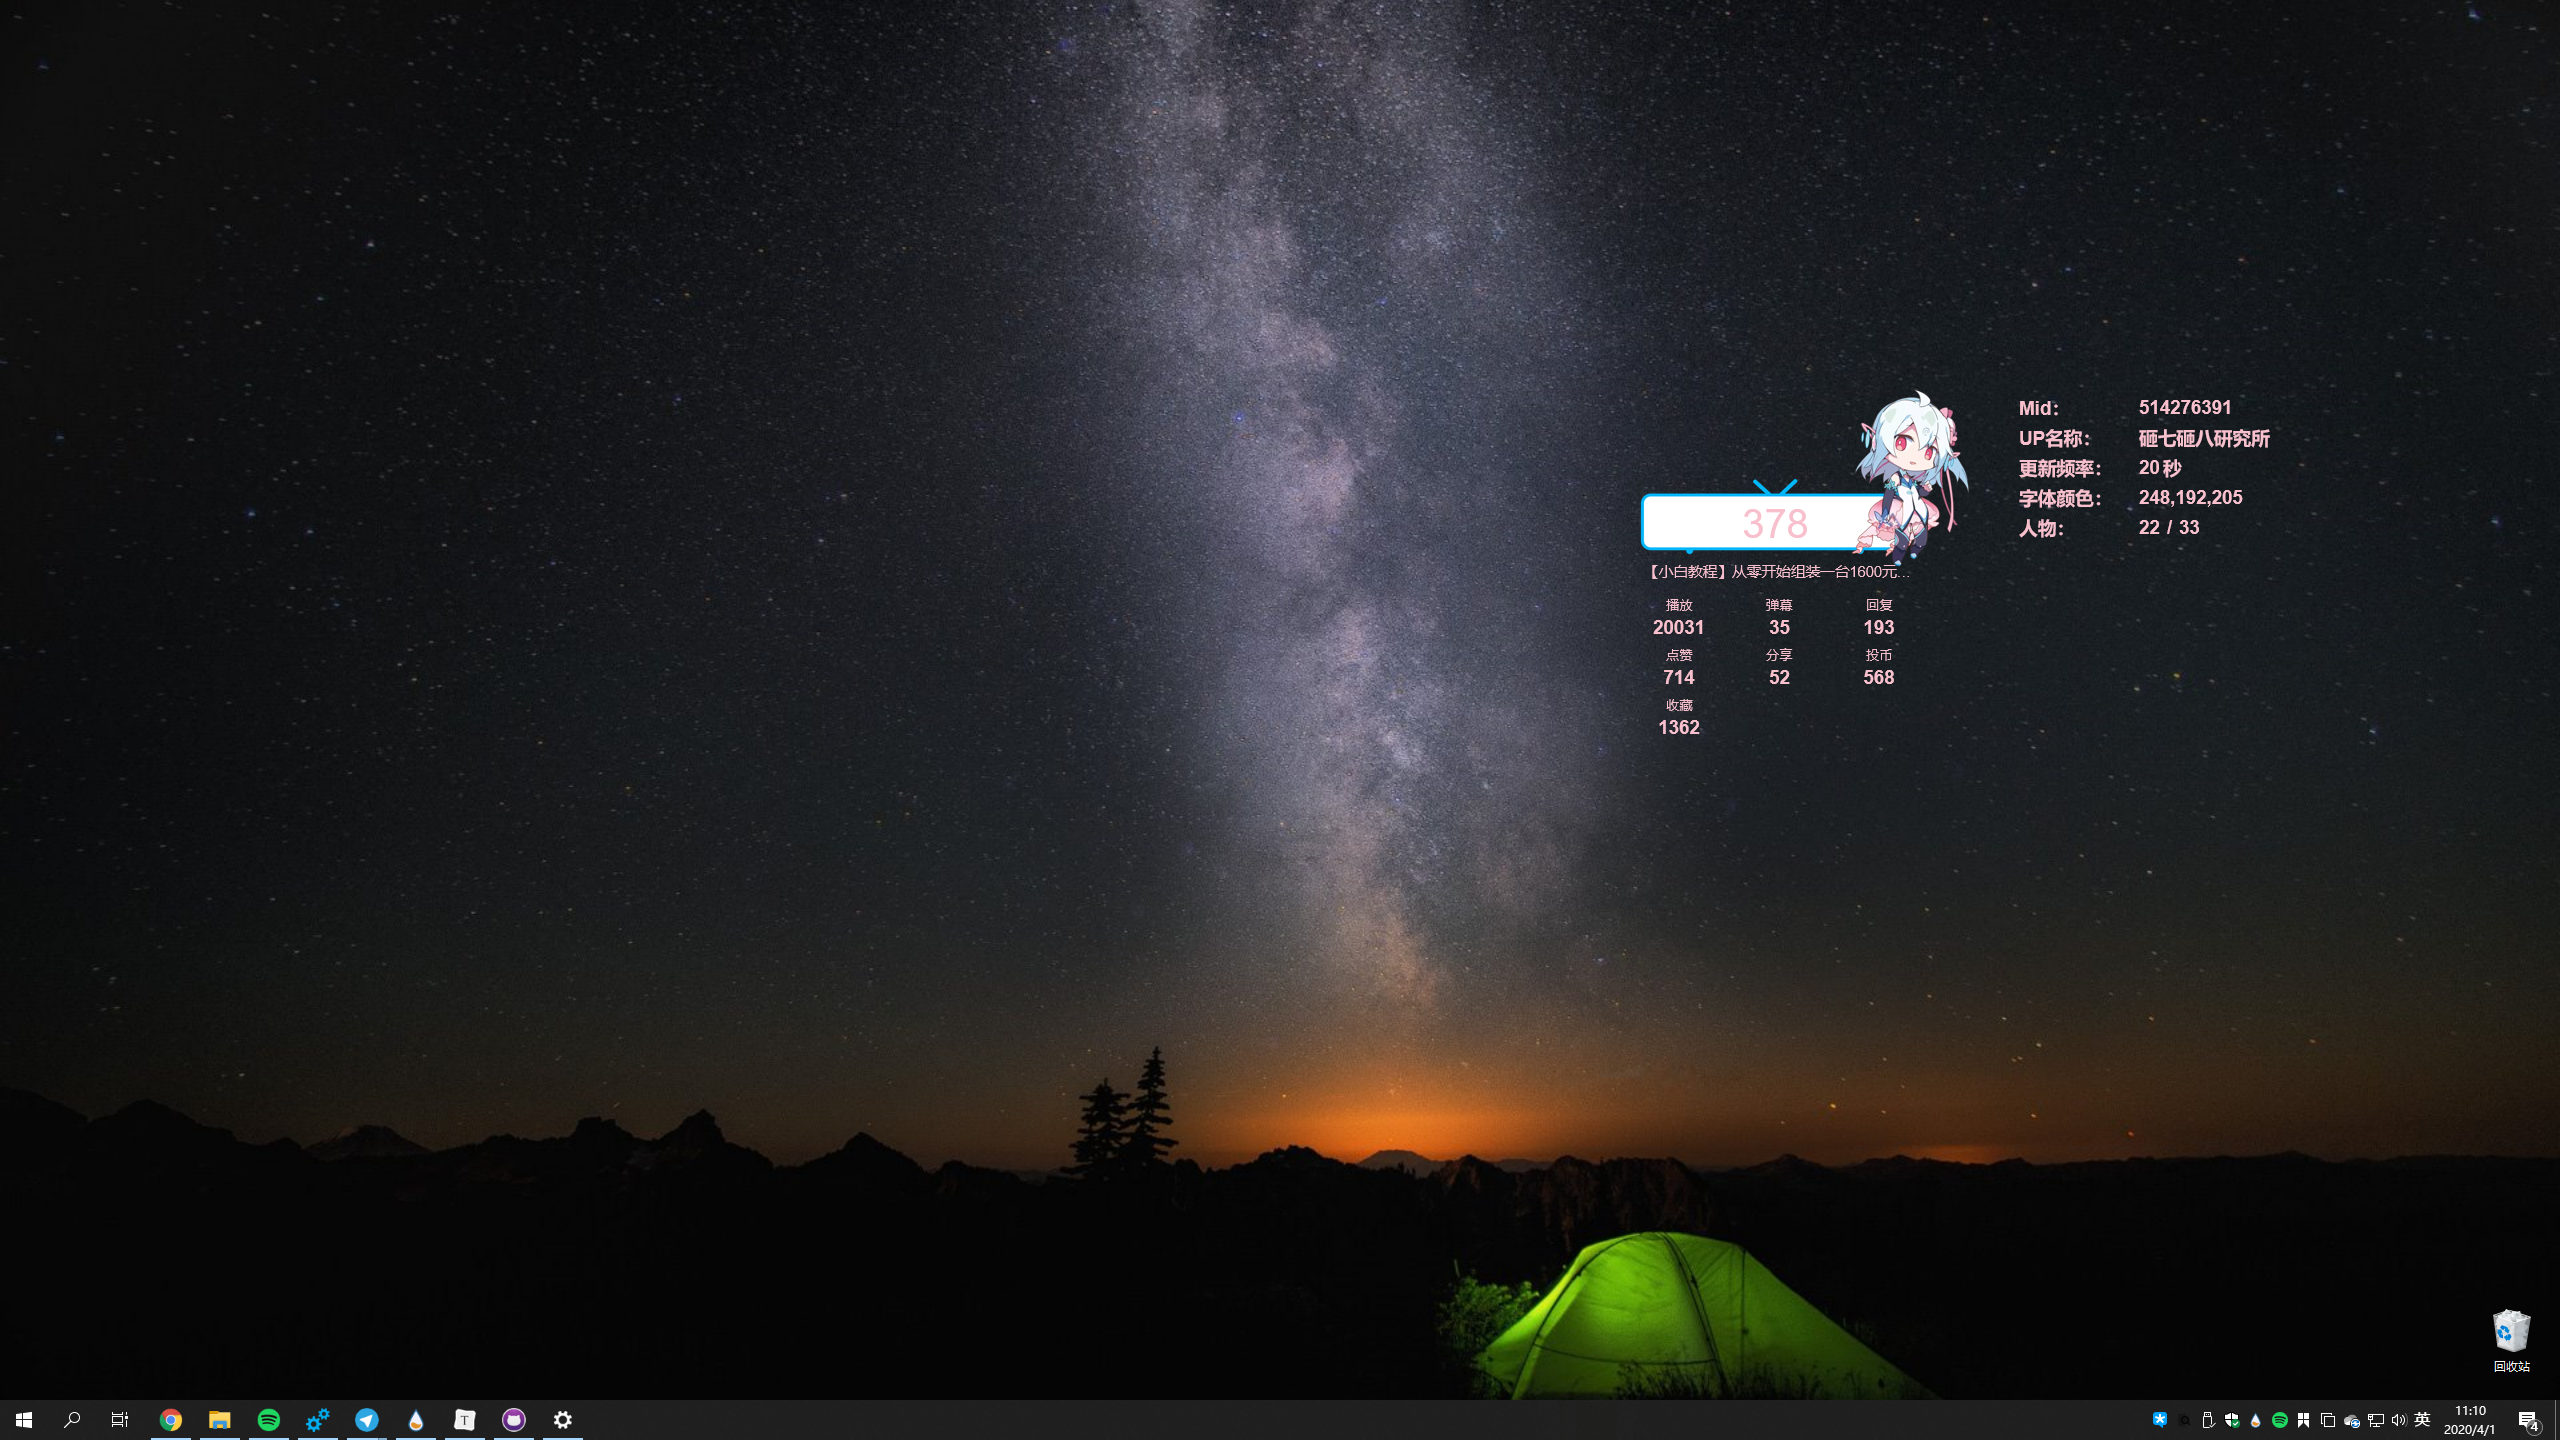 Mid： 514276391
UP名称： 砸七砸八研究所
更新频率： 20 秒
字体颜色： 248,192,205
人物： 22 / 33
378
【小白教程】从零开始组装一台1600元...
播放 弹幕 回复
20031 35 193
点赞 分享 投币
714 52 568
收藏
1362
回收站
T
英
11:10
2020/4/1
4